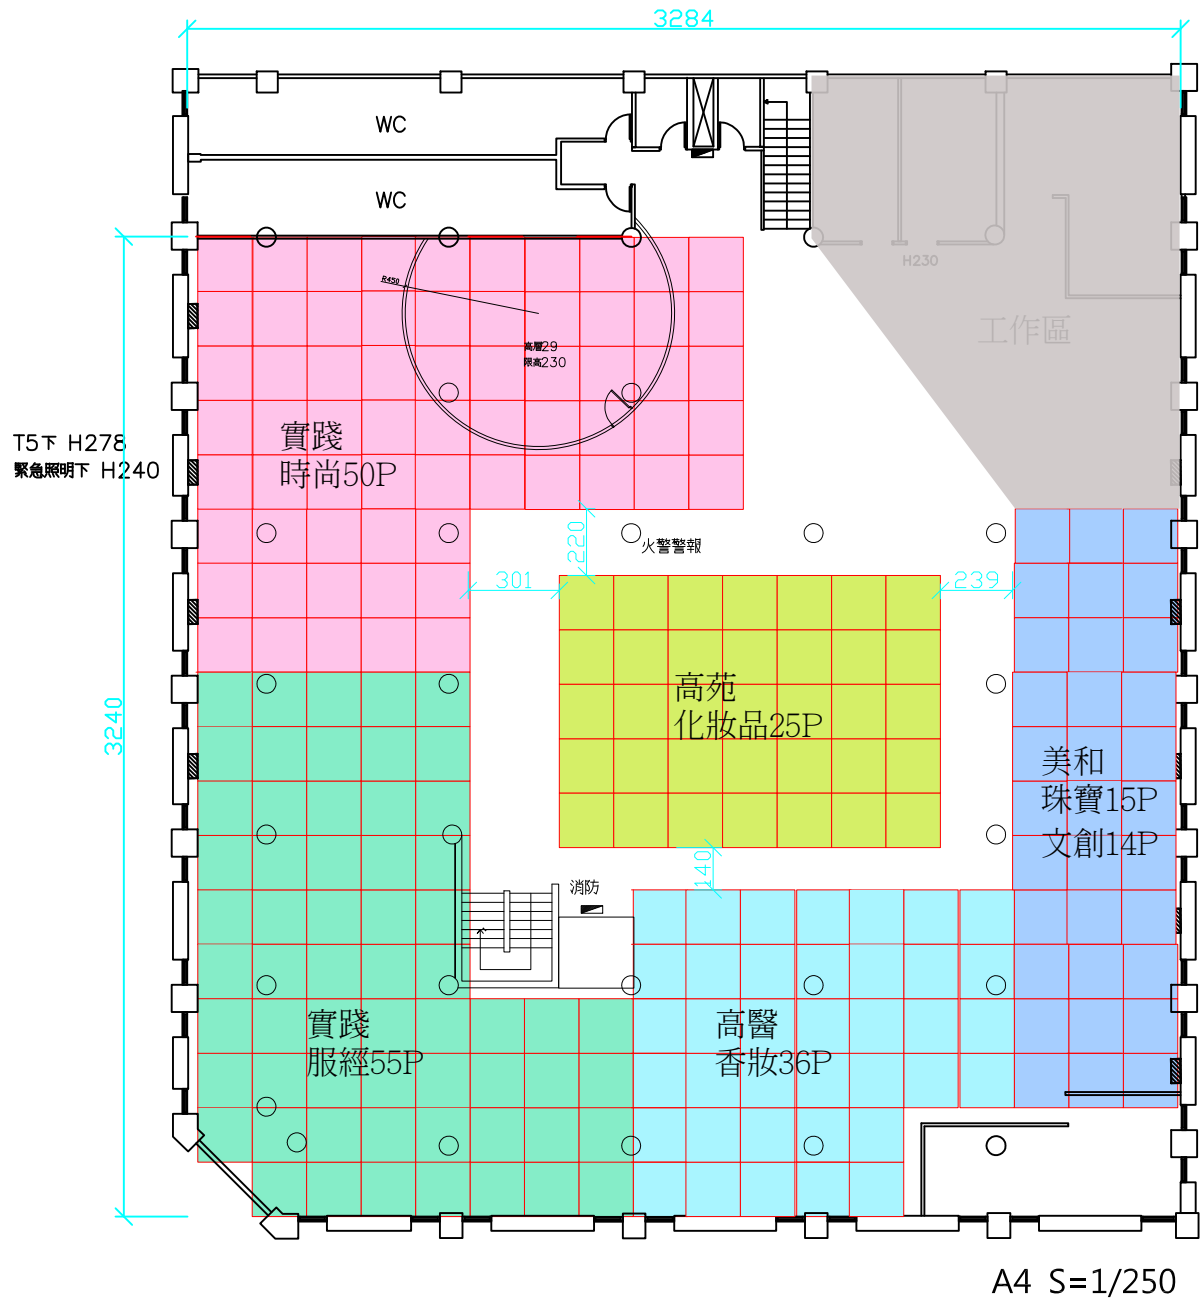 3284
WC
WC
H230
工作區
R450
高層29
限高230
T5下 H278
緊急照明下 H240
實踐
時尚50P
220
火警警報
301
239
高苑
化妝品25P
3240
美和
珠寶15P
文創14P
140
消防
實踐
服經55P
高醫
香妝36P
A4 S=1/250